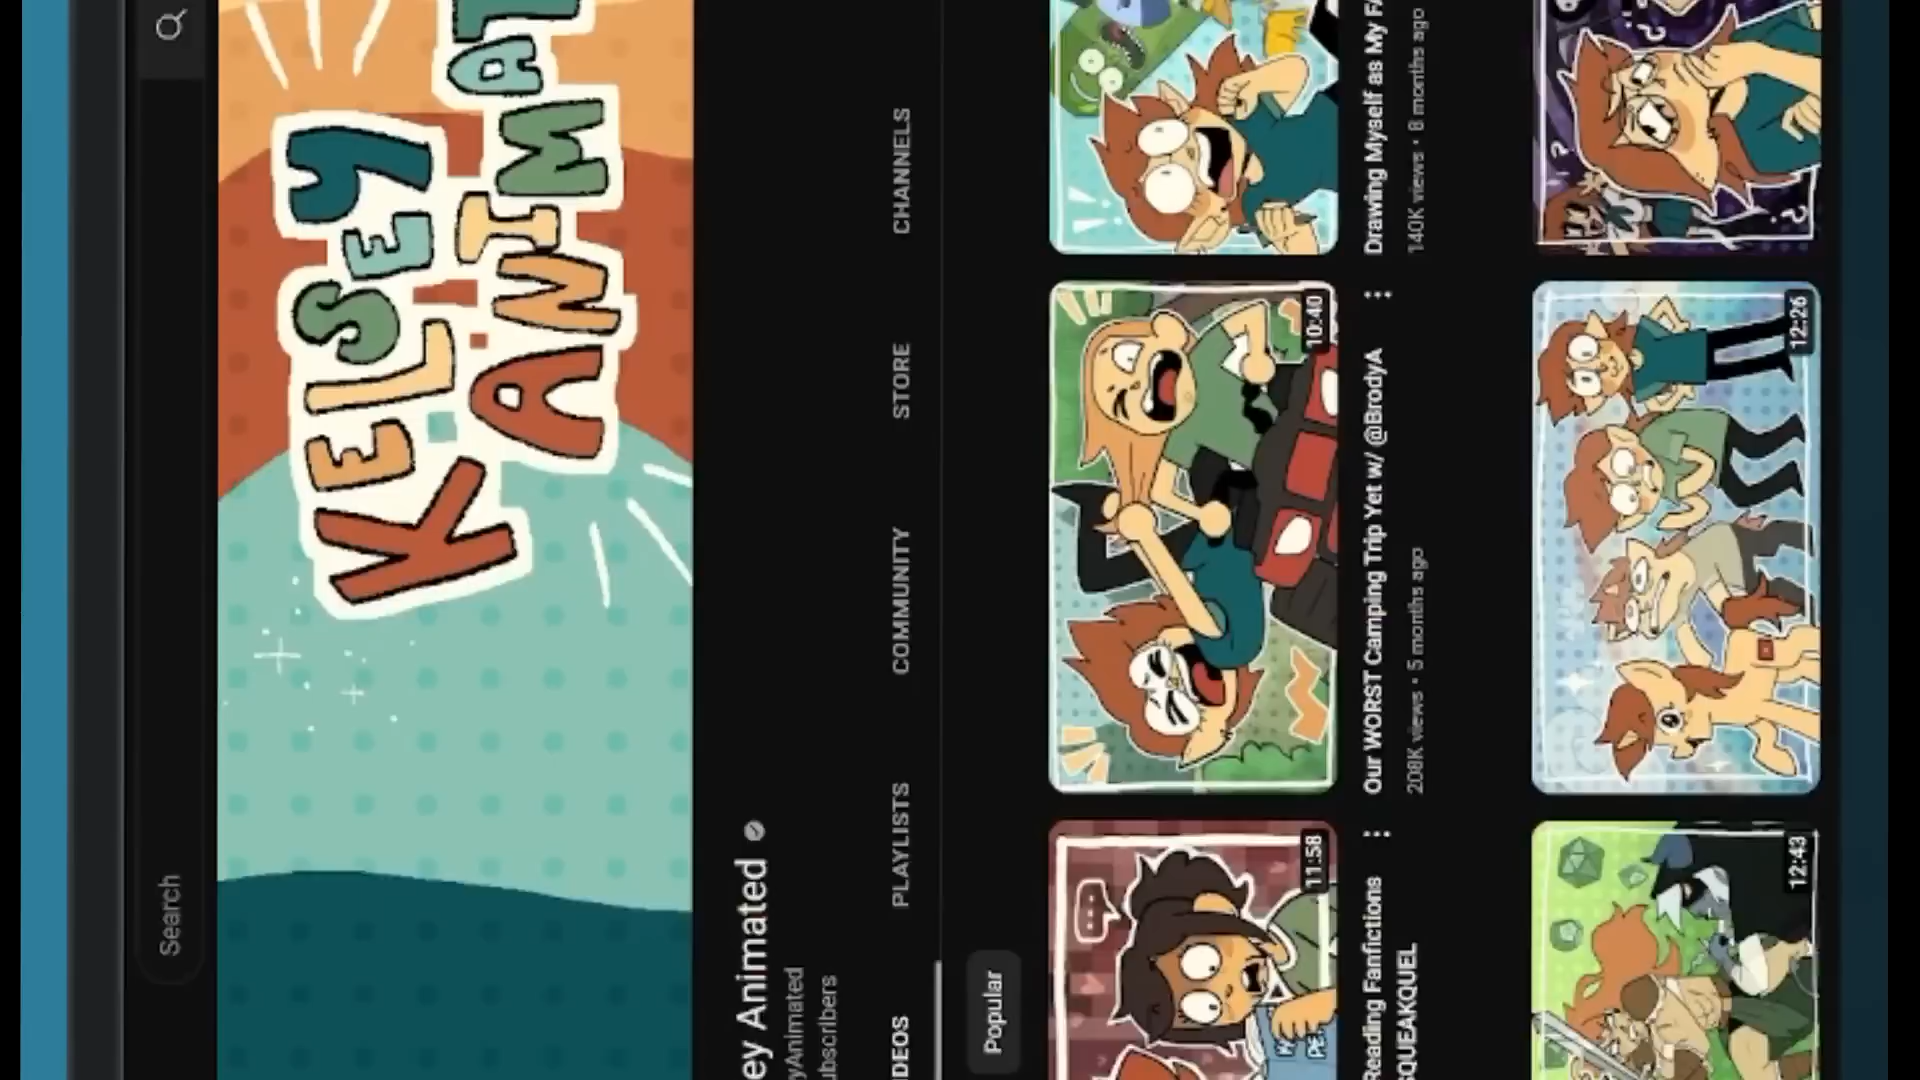 Search
KELSEY
ANIMAT
ey Animated
yAnimated
ubscribers
IDEOS PLAYLISTS COMMUNITY STORE CHANNELS
Popular
11:58
10:40
Reading Fanfictions
SQUEAKQUEL
Our WORST Camping Trip Yet w/ @BrodyA
208K views • 5 months ago
Drawing Myself as My FA
140K views • 8 months ago
12:43
12:26